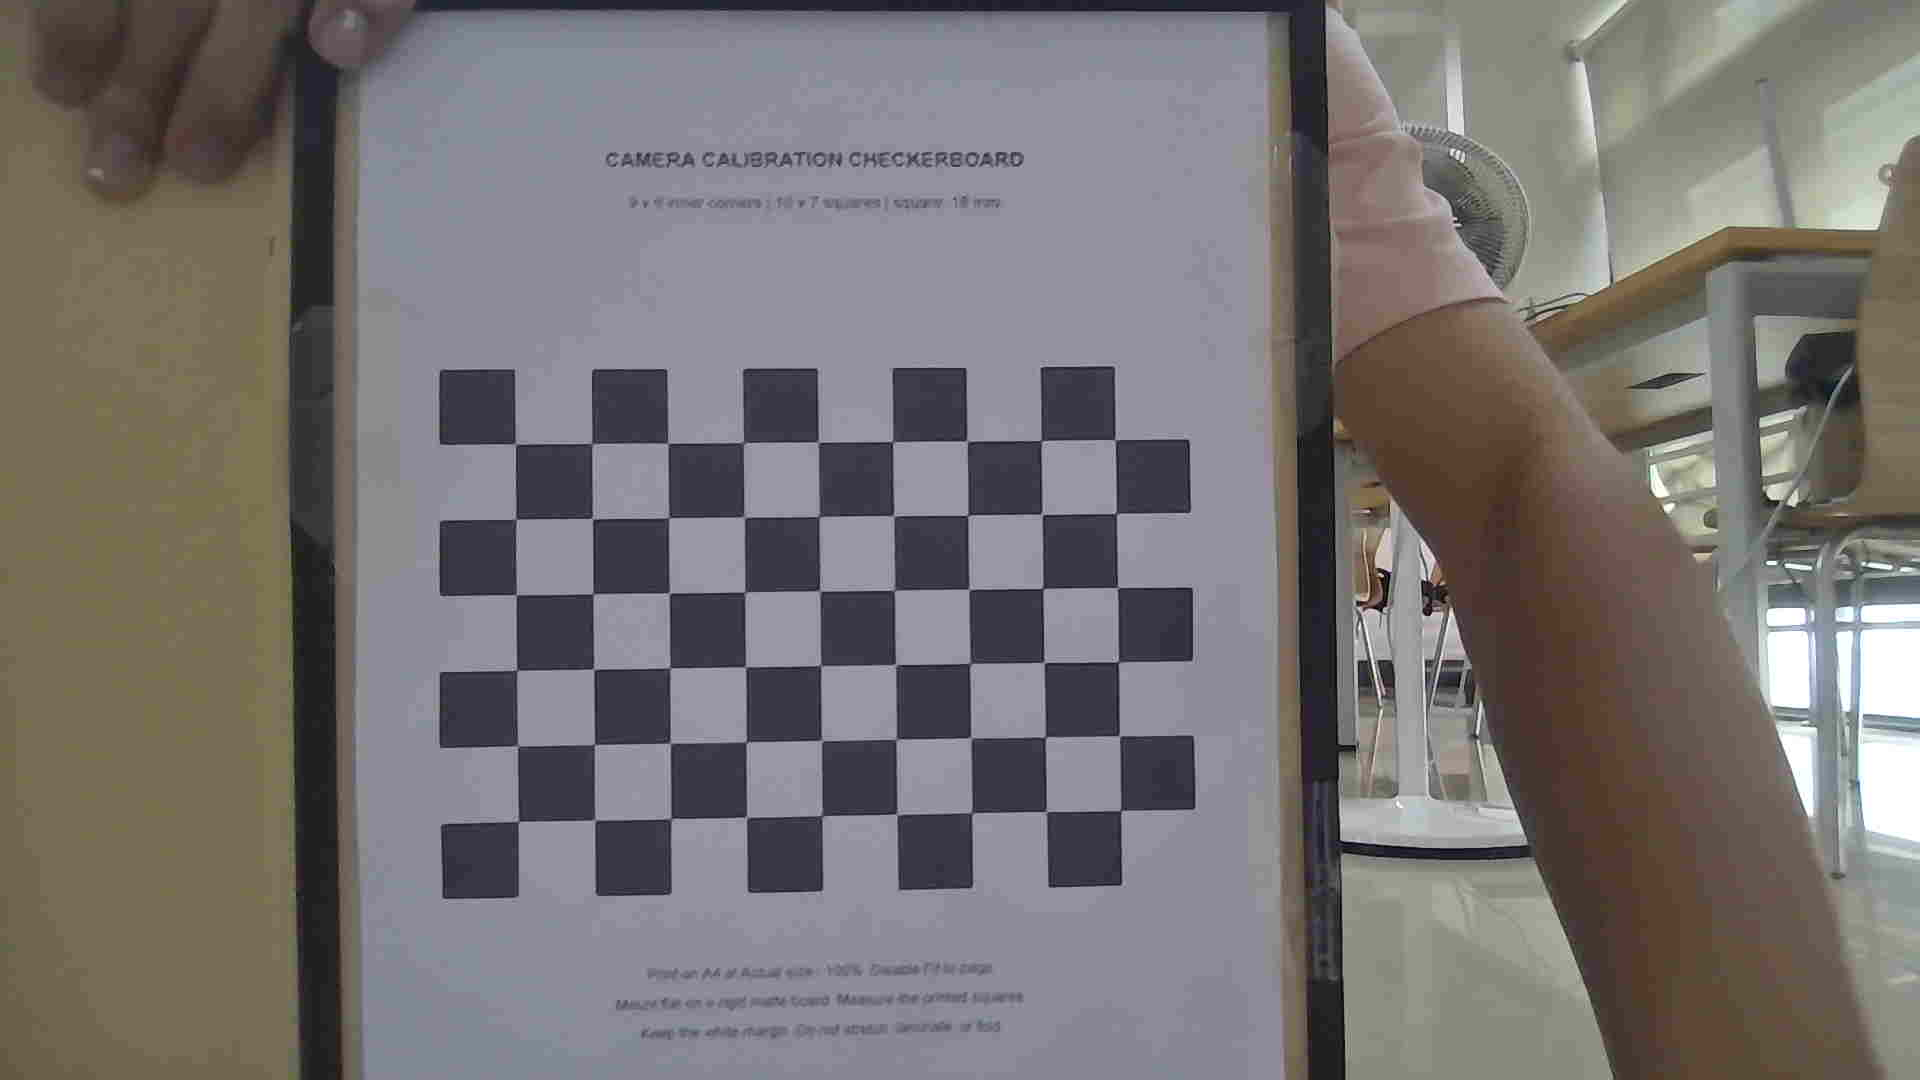 CAMERA CALIBRATION CHECKERBOARD
9 x 6 inner corners | 10 x 7 squares | square: 18 mm
Print on A4 at Actual size / 100%. Disable Fit to page.
Mount flat on a rigid matte board. Measure the printed squares.
Keep the white margin. Do not stretch, laminate, or fold.